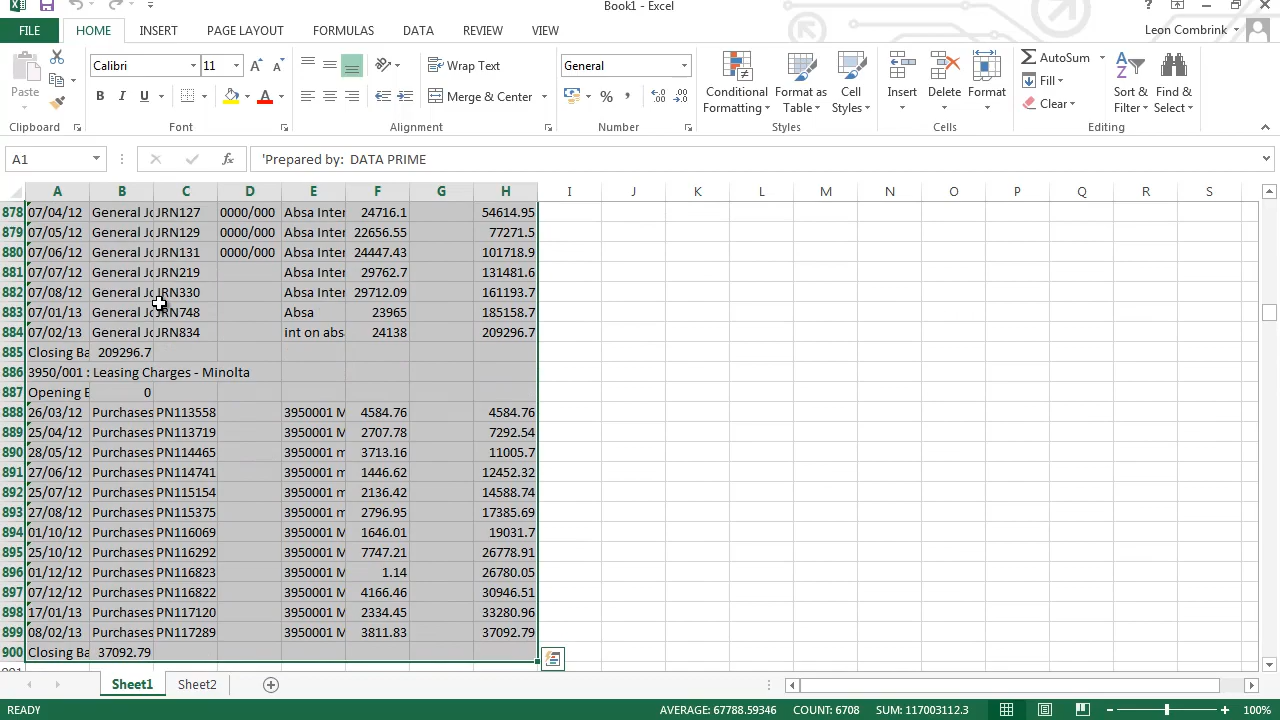 Book1 - Excel
?
Leon Combrink
FILE HOME INSERT PAGE LAYOUT FORMULAS DATA REVIEW VIEW
Paste
Calibri 11
B I U
Wrap Text
Merge & Center
General
% ,
Conditional Formatting
Format as Table
Cell Styles
Insert Delete Format
AutoSum
Fill
Clear
Sort & Filter
Find & Select
Clipboard Font Alignment Number Styles Cells Editing
A1 fx 'Prepared by: DATA PRIME
A B C D E F G H I J K L M N O P Q R S
878 07/04/12 General Jo JRN127 0000/000 Absa Inter 24716.1 54614.95
879 07/05/12 General Jo JRN129 0000/000 Absa Inter 22656.55 77271.5
880 07/06/12 General Jo JRN131 0000/000 Absa Inter 24447.43 101718.9
881 07/07/12 General Jo JRN219 Absa Inter 29762.7 131481.6
882 07/08/12 General Jo JRN330 Absa Inter 29712.09 161193.7
883 07/01/13 General Jo JRN748 Absa 23965 185158.7
884 07/02/13 General Jo JRN834 int on abs 24138 209296.7
885 Closing Ba 209296.7
886 3950/001 : Leasing Charges - Minolta
887 Opening B 0
888 26/03/12 Purchases PN113558 3950001 M 4584.76 4584.76
889 25/04/12 Purchases PN113719 3950001 M 2707.78 7292.54
890 28/05/12 Purchases PN114465 3950001 m 3713.16 11005.7
891 27/06/12 Purchases PN114741 3950001 m 1446.62 12452.32
892 25/07/12 Purchases PN115154 3950001 m 2136.42 14588.74
893 27/08/12 Purchases PN115375 3950001 m 2796.95 17385.69
894 01/10/12 Purchases PN116069 3950001 M 1646.01 19031.7
895 25/10/12 Purchases PN116292 3950001 M 7747.21 26778.91
896 01/12/12 Purchases PN116823 3950001 M 1.14 26780.05
897 07/12/12 Purchases PN116822 3950001 M 4166.46 30946.51
898 17/01/13 Purchases PN117120 3950001 M 2334.45 33280.96
899 08/02/13 Purchases PN117289 3950001 M 3811.83 37092.79
900 Closing Ba 37092.79
Sheet1 Sheet2
READY AVERAGE: 67788.59346 COUNT: 6708 SUM: 117003112.3 100%